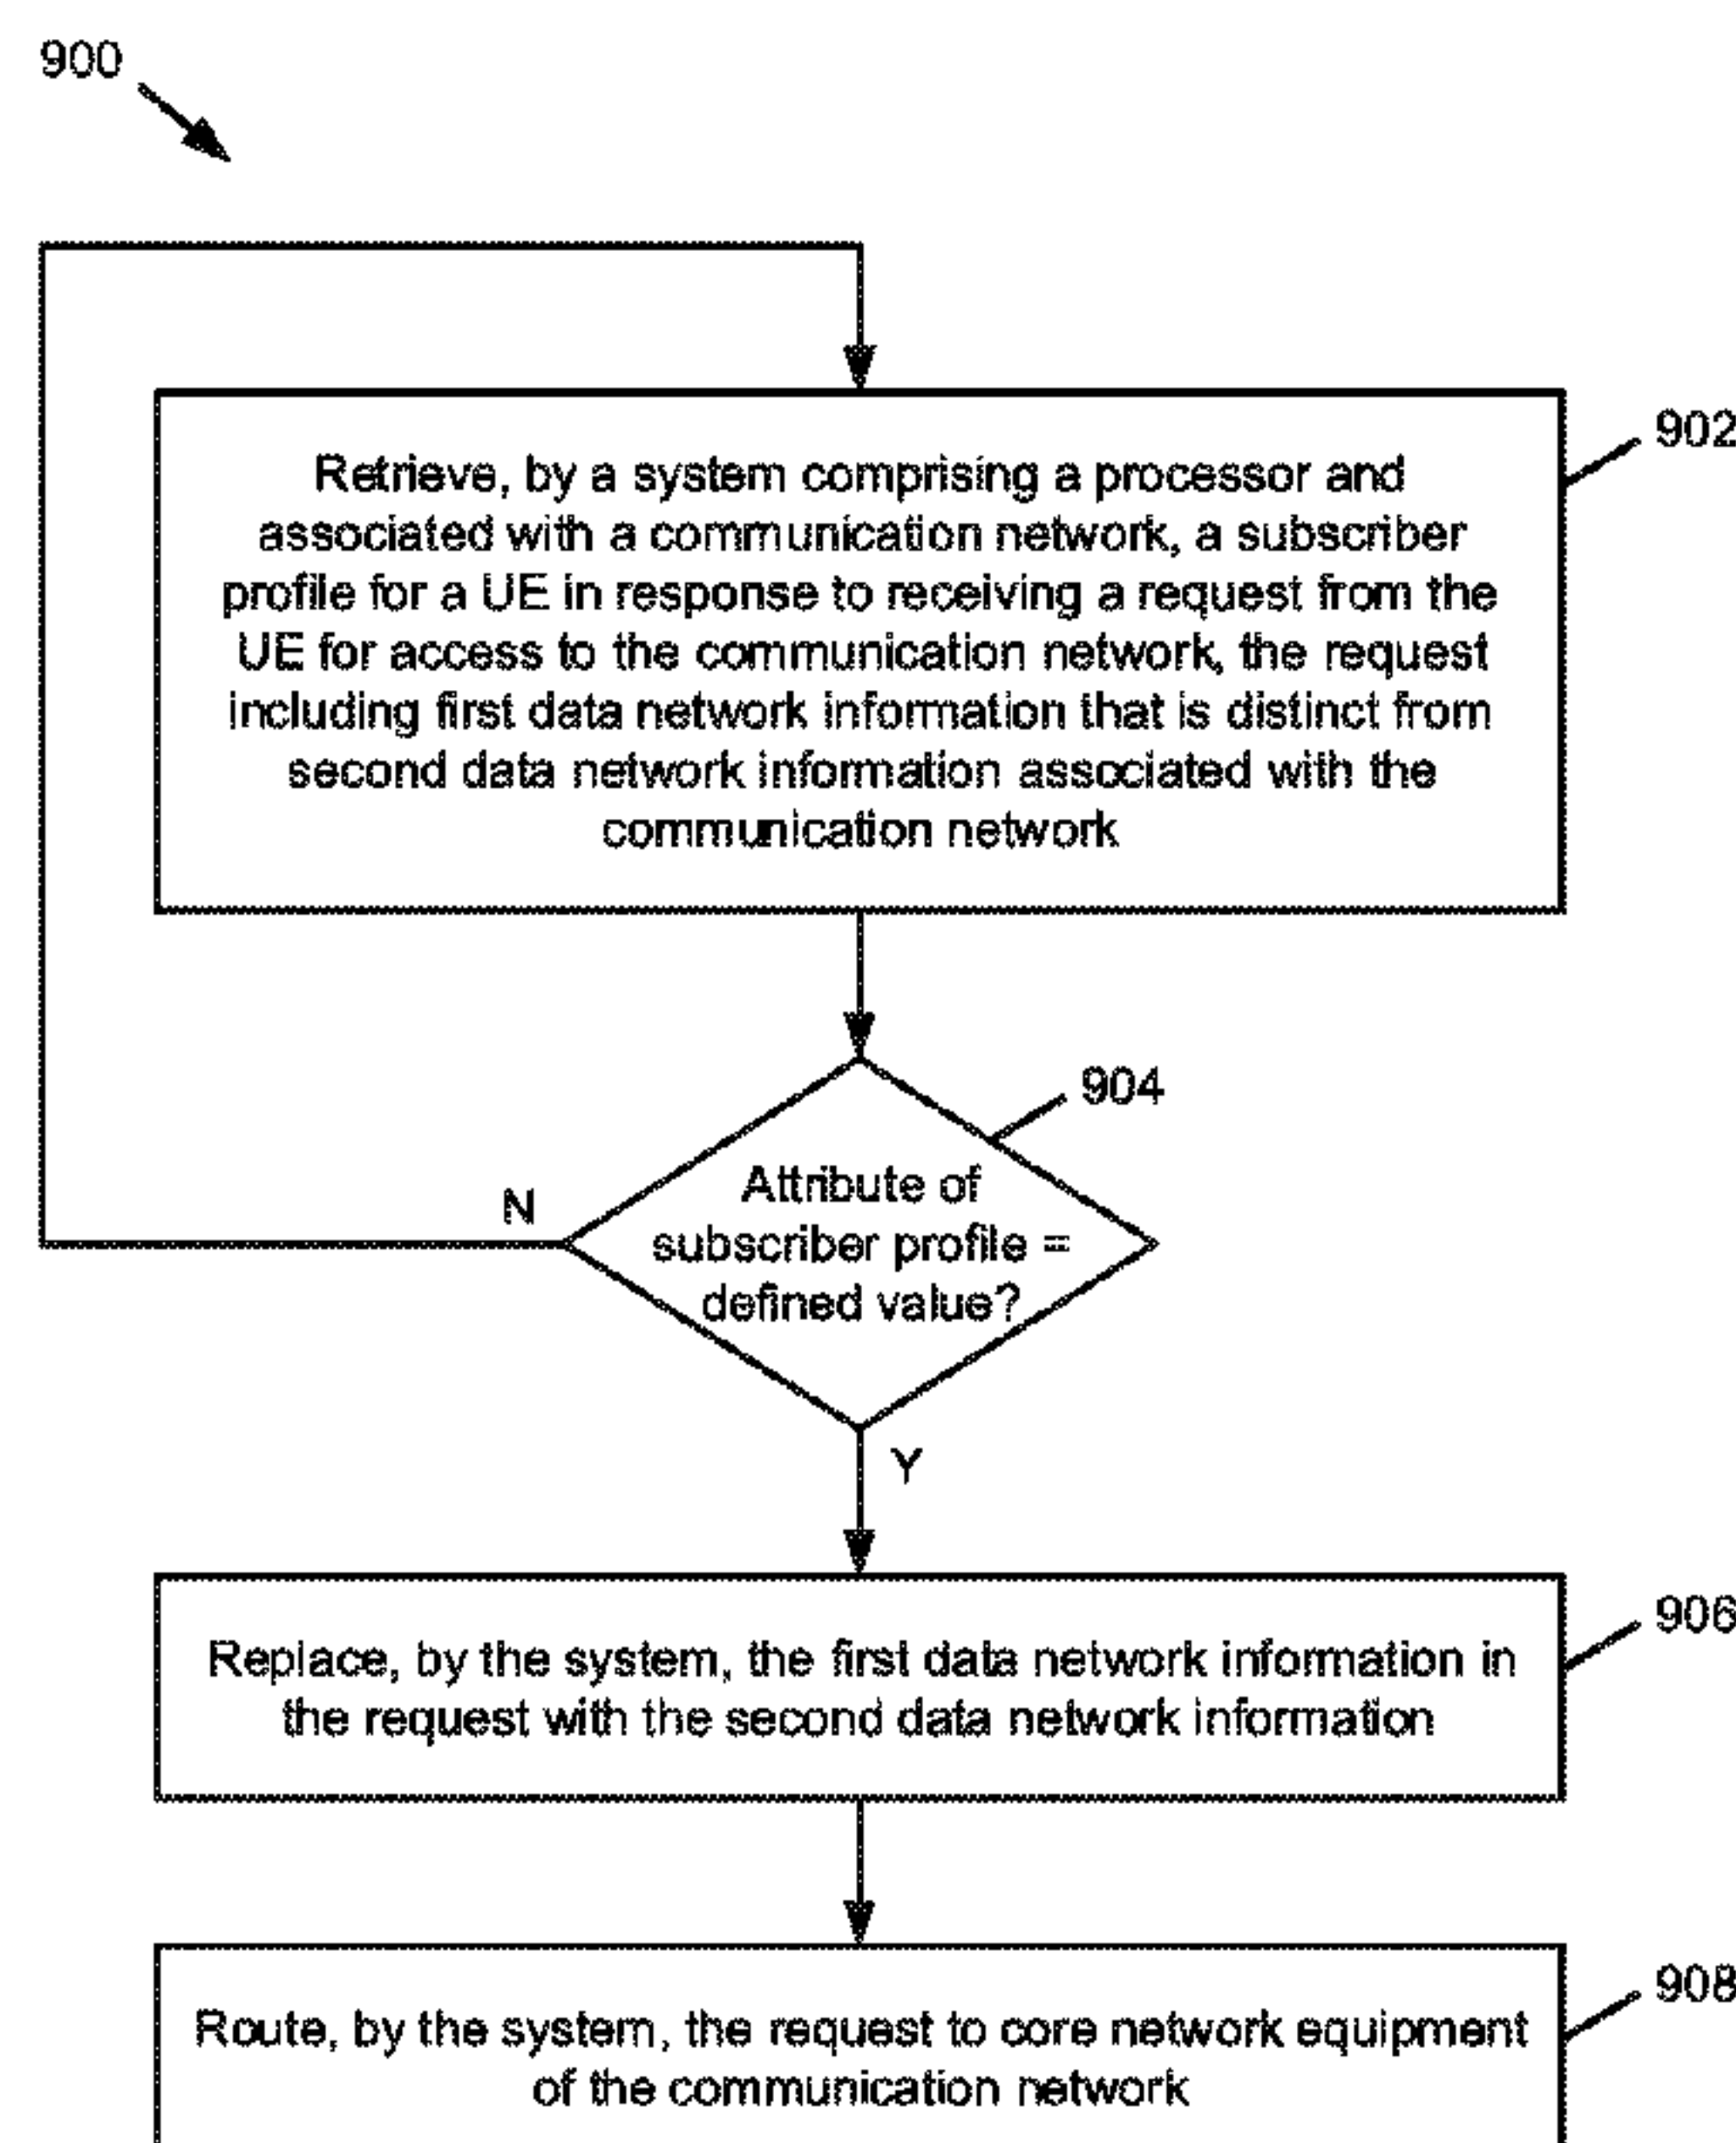 900
902
Retrieve, by a system comprising a processor and
associated with a communication network, a subscriber
profile for a UE in response to receiving a request from the
UE for access to the communication network, the request
including first data network information that is distinct from
second data network information associated with the
communication network
904
Attribute of
subscriber profile =
defined value?
N
Y
906
Replace, by the system, the first data network information in
the request with the second data network information
908
Route, by the system, the request to core network equipment
of the communication network